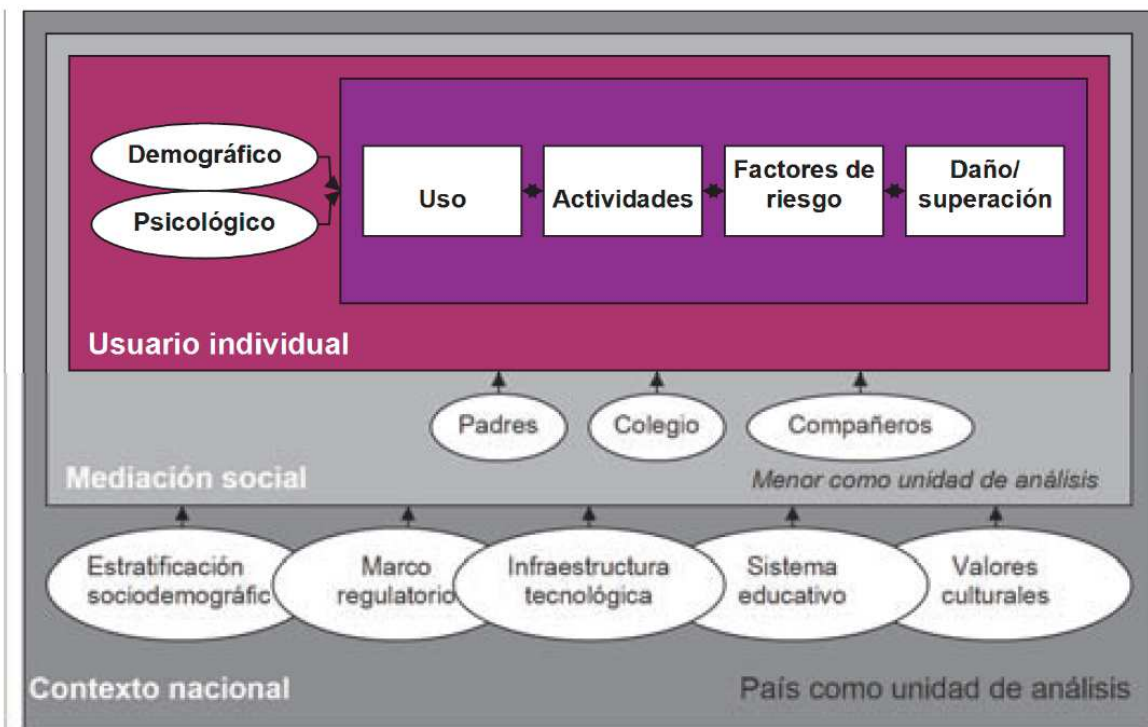 Demográfico
Psicológico
Uso
Actividades
Factores de
riesgo
Daño/
superación
Usuario individual
Padres
Colegio
Compañeros
Mediación social
Menor como unidad de análisis
Estratificación
sociodemográfic
Marco
regulatorio
Infraestructura
tecnológica
Sistema
educativo
Valores
culturales
Contexto nacional
País como unidad de análisis